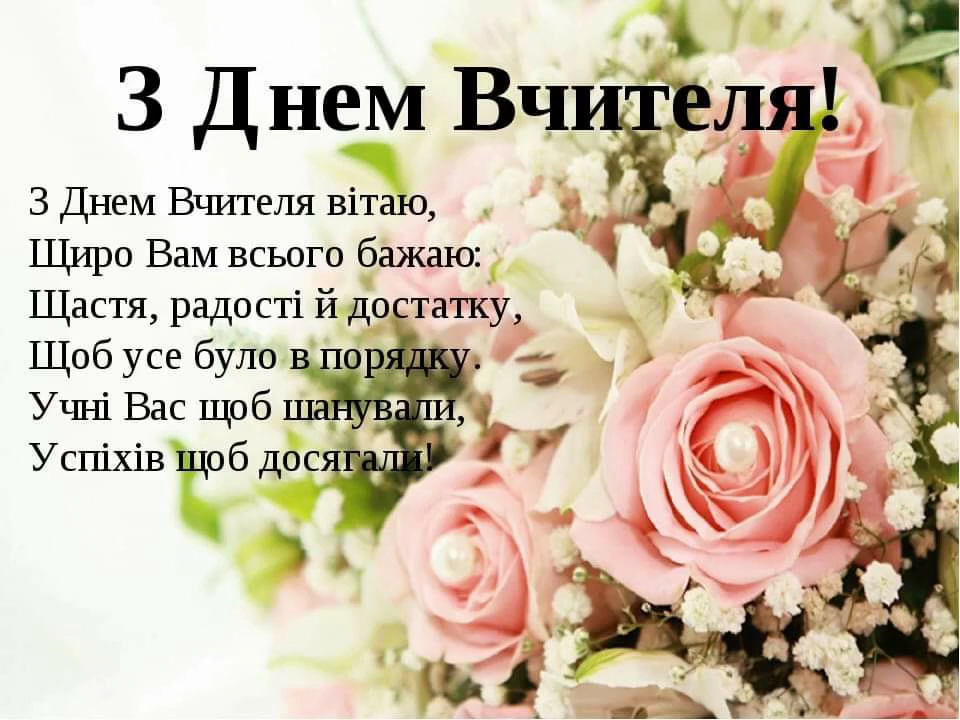 З Днем Вчителя!
З Днем Вчителя вітаю,
Щиро Вам всього бажаю:
Щастя, радості й достатку,
Щоб усе було в порядку.
Учні Вас щоб шанували,
Успіхів щоб досягали!